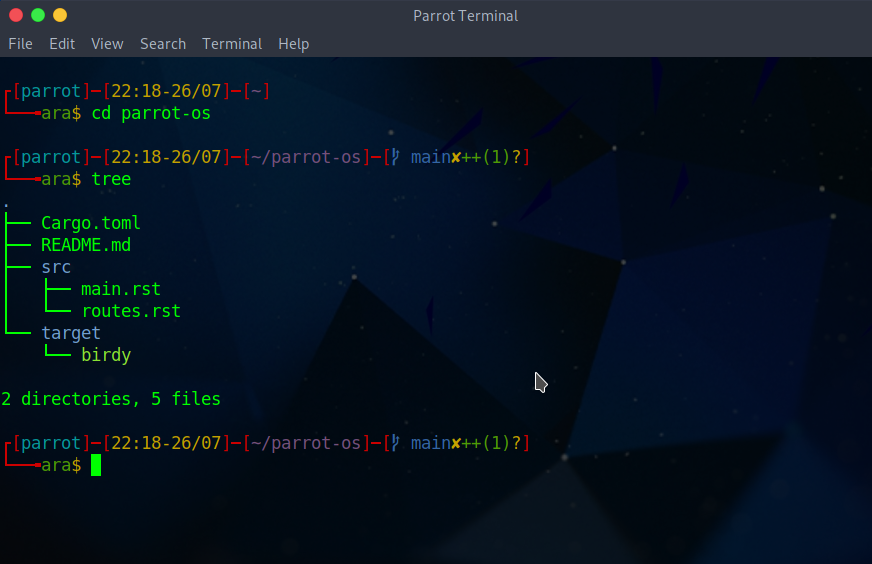 Parrot Terminal
File Edit View Search Terminal Help
┌[parrot]─[22:18-26/07]─[~]
└──╼ara$ cd parrot-os
┌[parrot]─[22:18-26/07]─[~/parrot-os]─[ᚠ main✘++(1)?]
└──╼ara$ tree
.
├── Cargo.toml
├── README.md
├── src
│   ├── main.rst
│   └── routes.rst
└── target
    └── birdy
2 directories, 5 files
┌[parrot]─[22:18-26/07]─[~/parrot-os]─[ᚠ main✘++(1)?]
└──╼ara$